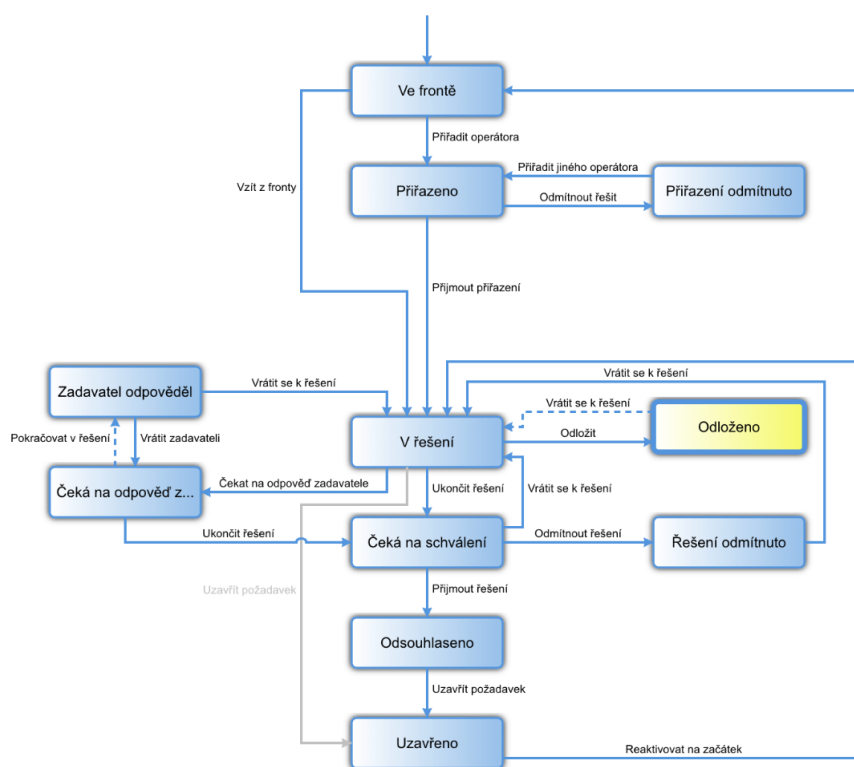 Ve frontě
Přiřadit operátora
Vzít z fronty
Přiřazeno
Přiřadit jiného operátora
Odmítnout řešit
Přiřazení odmítnuto
Přijmout přiřazení
Zadavatel odpověděl
Vrátit se k řešení
Vrátit se k řešení
Vrátit se k řešení
Odloženo
V řešení
Odložit
Pokračovat v řešení
Vrátit zadavateli
Čeká na odpověď z...
Čekat na odpověď zadavatele
Ukončit řešení
Vrátit se k řešení
Ukončit řešení
Čeká na schválení
Odmítnout řešení
Řešení odmítnuto
Uzavřít požadavek
Přijmout řešení
Odsouhlaseno
Uzavřít požadavek
Uzavřeno
Reaktivovat na začátek